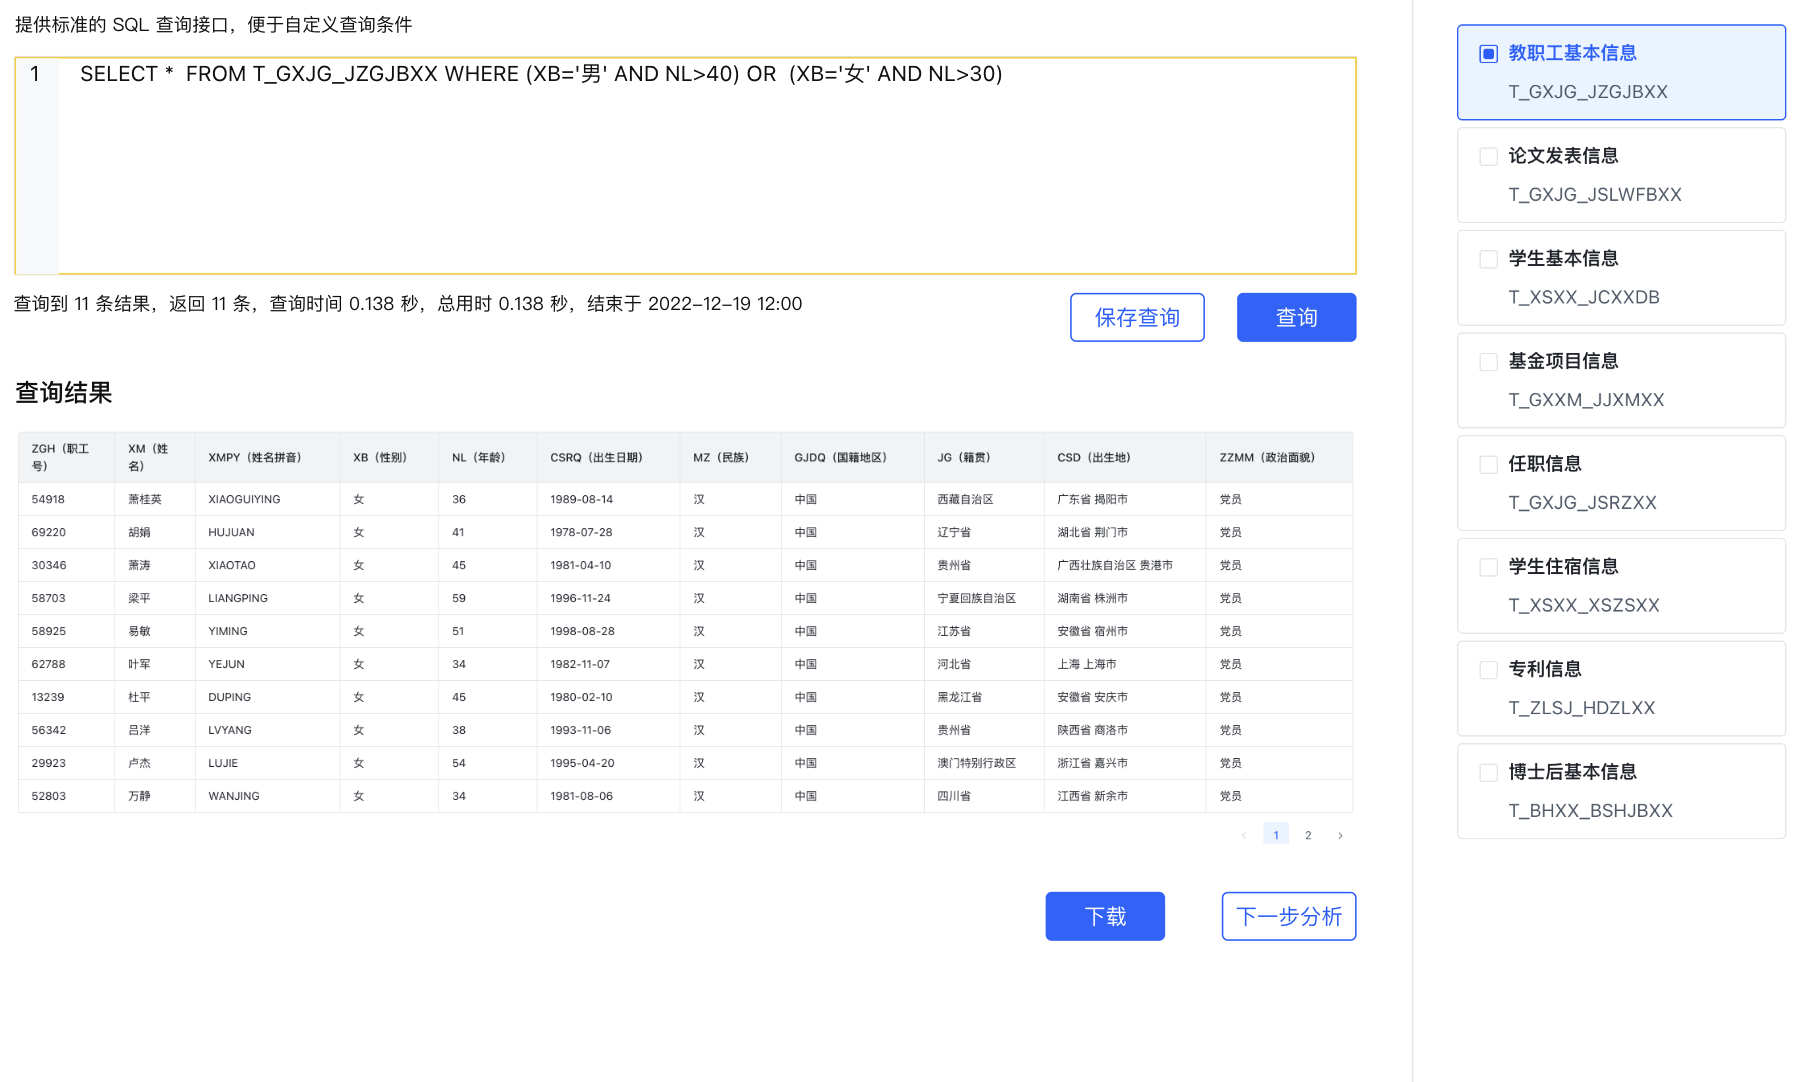 提供标准的 SQL 查询接口，便于自定义查询条件
1 SELECT *  FROM T_GXJG_JZGJBXX WHERE (XB='男' AND NL>40) OR  (XB='女' AND NL>30)
查询到 11 条结果，返回 11 条，查询时间 0.138 秒，总用时 0.138 秒，结束于 2022-12-19 12:00
保存查询 查询
查询结果
ZGH（职工号） XM（姓名） XMPY（姓名拼音） XB（性别） NL（年龄） CSRQ（出生日期） MZ（民族） GJDQ（国籍地区） JG（籍贯） CSD（出生地） ZZMM（政治面貌）
54918 萧桂英 XIAOGUIYING 女 36 1989-08-14 汉 中国 西藏自治区 广东省 揭阳市 党员
69220 胡娟 HUJUAN 女 41 1978-07-28 汉 中国 辽宁省 湖北省 荆门市 党员
30346 萧涛 XIAOTAO 女 45 1981-04-10 汉 中国 贵州省 广西壮族自治区 贵港市 党员
58703 梁平 LIANGPING 女 59 1996-11-24 汉 中国 宁夏回族自治区 湖南省 株洲市 党员
58925 易敏 YIMING 女 51 1998-08-28 汉 中国 江苏省 安徽省 宿州市 党员
62788 叶军 YEJUN 女 34 1982-11-07 汉 中国 河北省 上海 上海市 党员
13239 杜平 DUPING 女 45 1980-02-10 汉 中国 黑龙江省 安徽省 安庆市 党员
56342 吕洋 LVYANG 女 38 1993-11-06 汉 中国 贵州省 陕西省 商洛市 党员
29923 卢杰 LUJIE 女 54 1995-04-20 汉 中国 澳门特别行政区 浙江省 嘉兴市 党员
52803 万静 WANJING 女 34 1981-08-06 汉 中国 四川省 江西省 新余市 党员
1 2
下载 下一步分析
教职工基本信息
T_GXJG_JZGJBXX
论文发表信息
T_GXJG_JSLWFBXX
学生基本信息
T_XSXX_JCXXDB
基金项目信息
T_GXXM_JJXMXX
任职信息
T_GXJG_JSRZXX
学生住宿信息
T_XSXX_XSZSXX
专利信息
T_ZLSJ_HDZLXX
博士后基本信息
T_BHXX_BSHJBXX